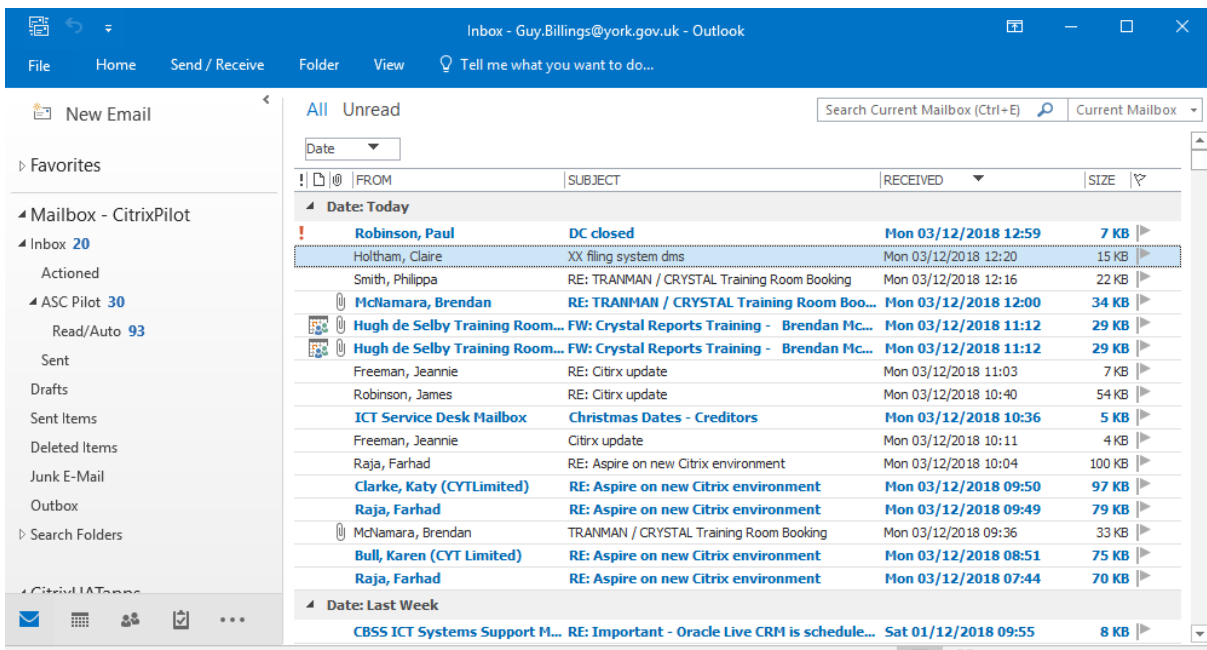 Inbox - Guy.Billings@york.gov.uk - Outlook
File Home Send / Receive Folder View Tell me what you want to do...
New Email
Favorites
Mailbox - CitrixPilot
Inbox 20
Actioned
ASC Pilot 30
Read/Auto 93
Sent
Drafts
Sent Items
Deleted Items
Junk E-Mail
Outbox
Search Folders
All Unread
Search Current Mailbox (Ctrl+E) Current Mailbox
Date
! FROM SUBJECT RECEIVED SIZE
Date: Today
! Robinson, Paul DC closed Mon 03/12/2018 12:59 7 KB
Holtham, Claire XX filing system dms Mon 03/12/2018 12:20 15 KB
Smith, Philippa RE: TRANMAN / CRYSTAL Training Room Booking Mon 03/12/2018 12:16 22 KB
McNamara, Brendan RE: TRANMAN / CRYSTAL Training Room Boo... Mon 03/12/2018 12:00 34 KB
Hugh de Selby Training Room... FW: Crystal Reports Training - Brendan Mc... Mon 03/12/2018 11:12 29 KB
Hugh de Selby Training Room... FW: Crystal Reports Training - Brendan Mc... Mon 03/12/2018 11:12 29 KB
Freeman, Jeannie RE: Citirx update Mon 03/12/2018 11:03 7 KB
Robinson, James RE: Citirx update Mon 03/12/2018 10:40 54 KB
ICT Service Desk Mailbox Christmas Dates - Creditors Mon 03/12/2018 10:36 5 KB
Freeman, Jeannie Citirx update Mon 03/12/2018 10:11 4 KB
Raja, Farhad RE: Aspire on new Citrix environment Mon 03/12/2018 10:04 100 KB
Clarke, Katy (CYTLimited) RE: Aspire on new Citrix environment Mon 03/12/2018 09:50 97 KB
Raja, Farhad RE: Aspire on new Citrix environment Mon 03/12/2018 09:49 79 KB
McNamara, Brendan TRANMAN / CRYSTAL Training Room Booking Mon 03/12/2018 09:36 33 KB
Bull, Karen (CYT Limited) RE: Aspire on new Citrix environment Mon 03/12/2018 08:51 75 KB
Raja, Farhad RE: Aspire on new Citrix environment Mon 03/12/2018 07:44 70 KB
Date: Last Week
CBSS ICT Systems Support M... RE: Important - Oracle Live CRM is schedule... Sat 01/12/2018 09:55 8 KB